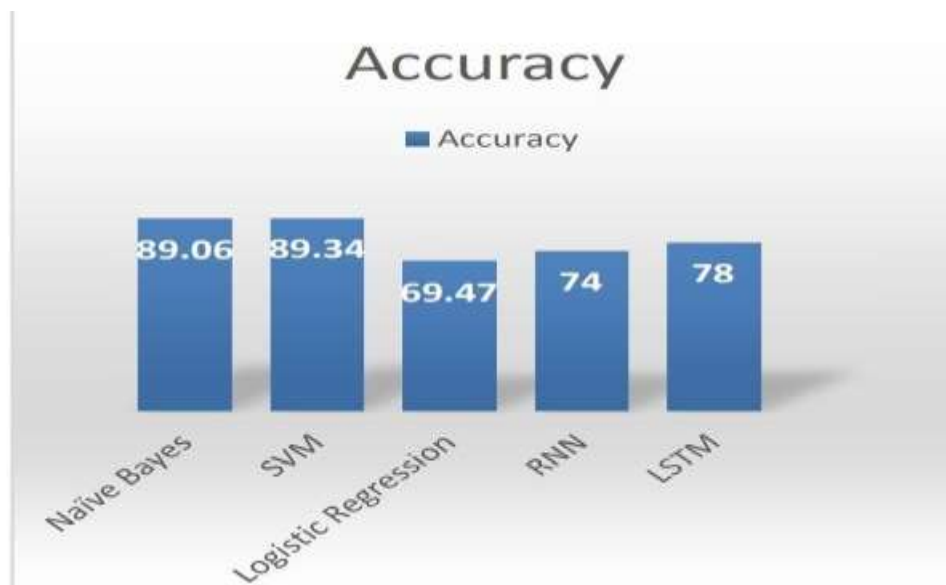 Accuracy
Accuracy
89.06
89.34
69.47
74
78
Naïve Bayes
SVM
Logistic Regression
RNN
LSTM